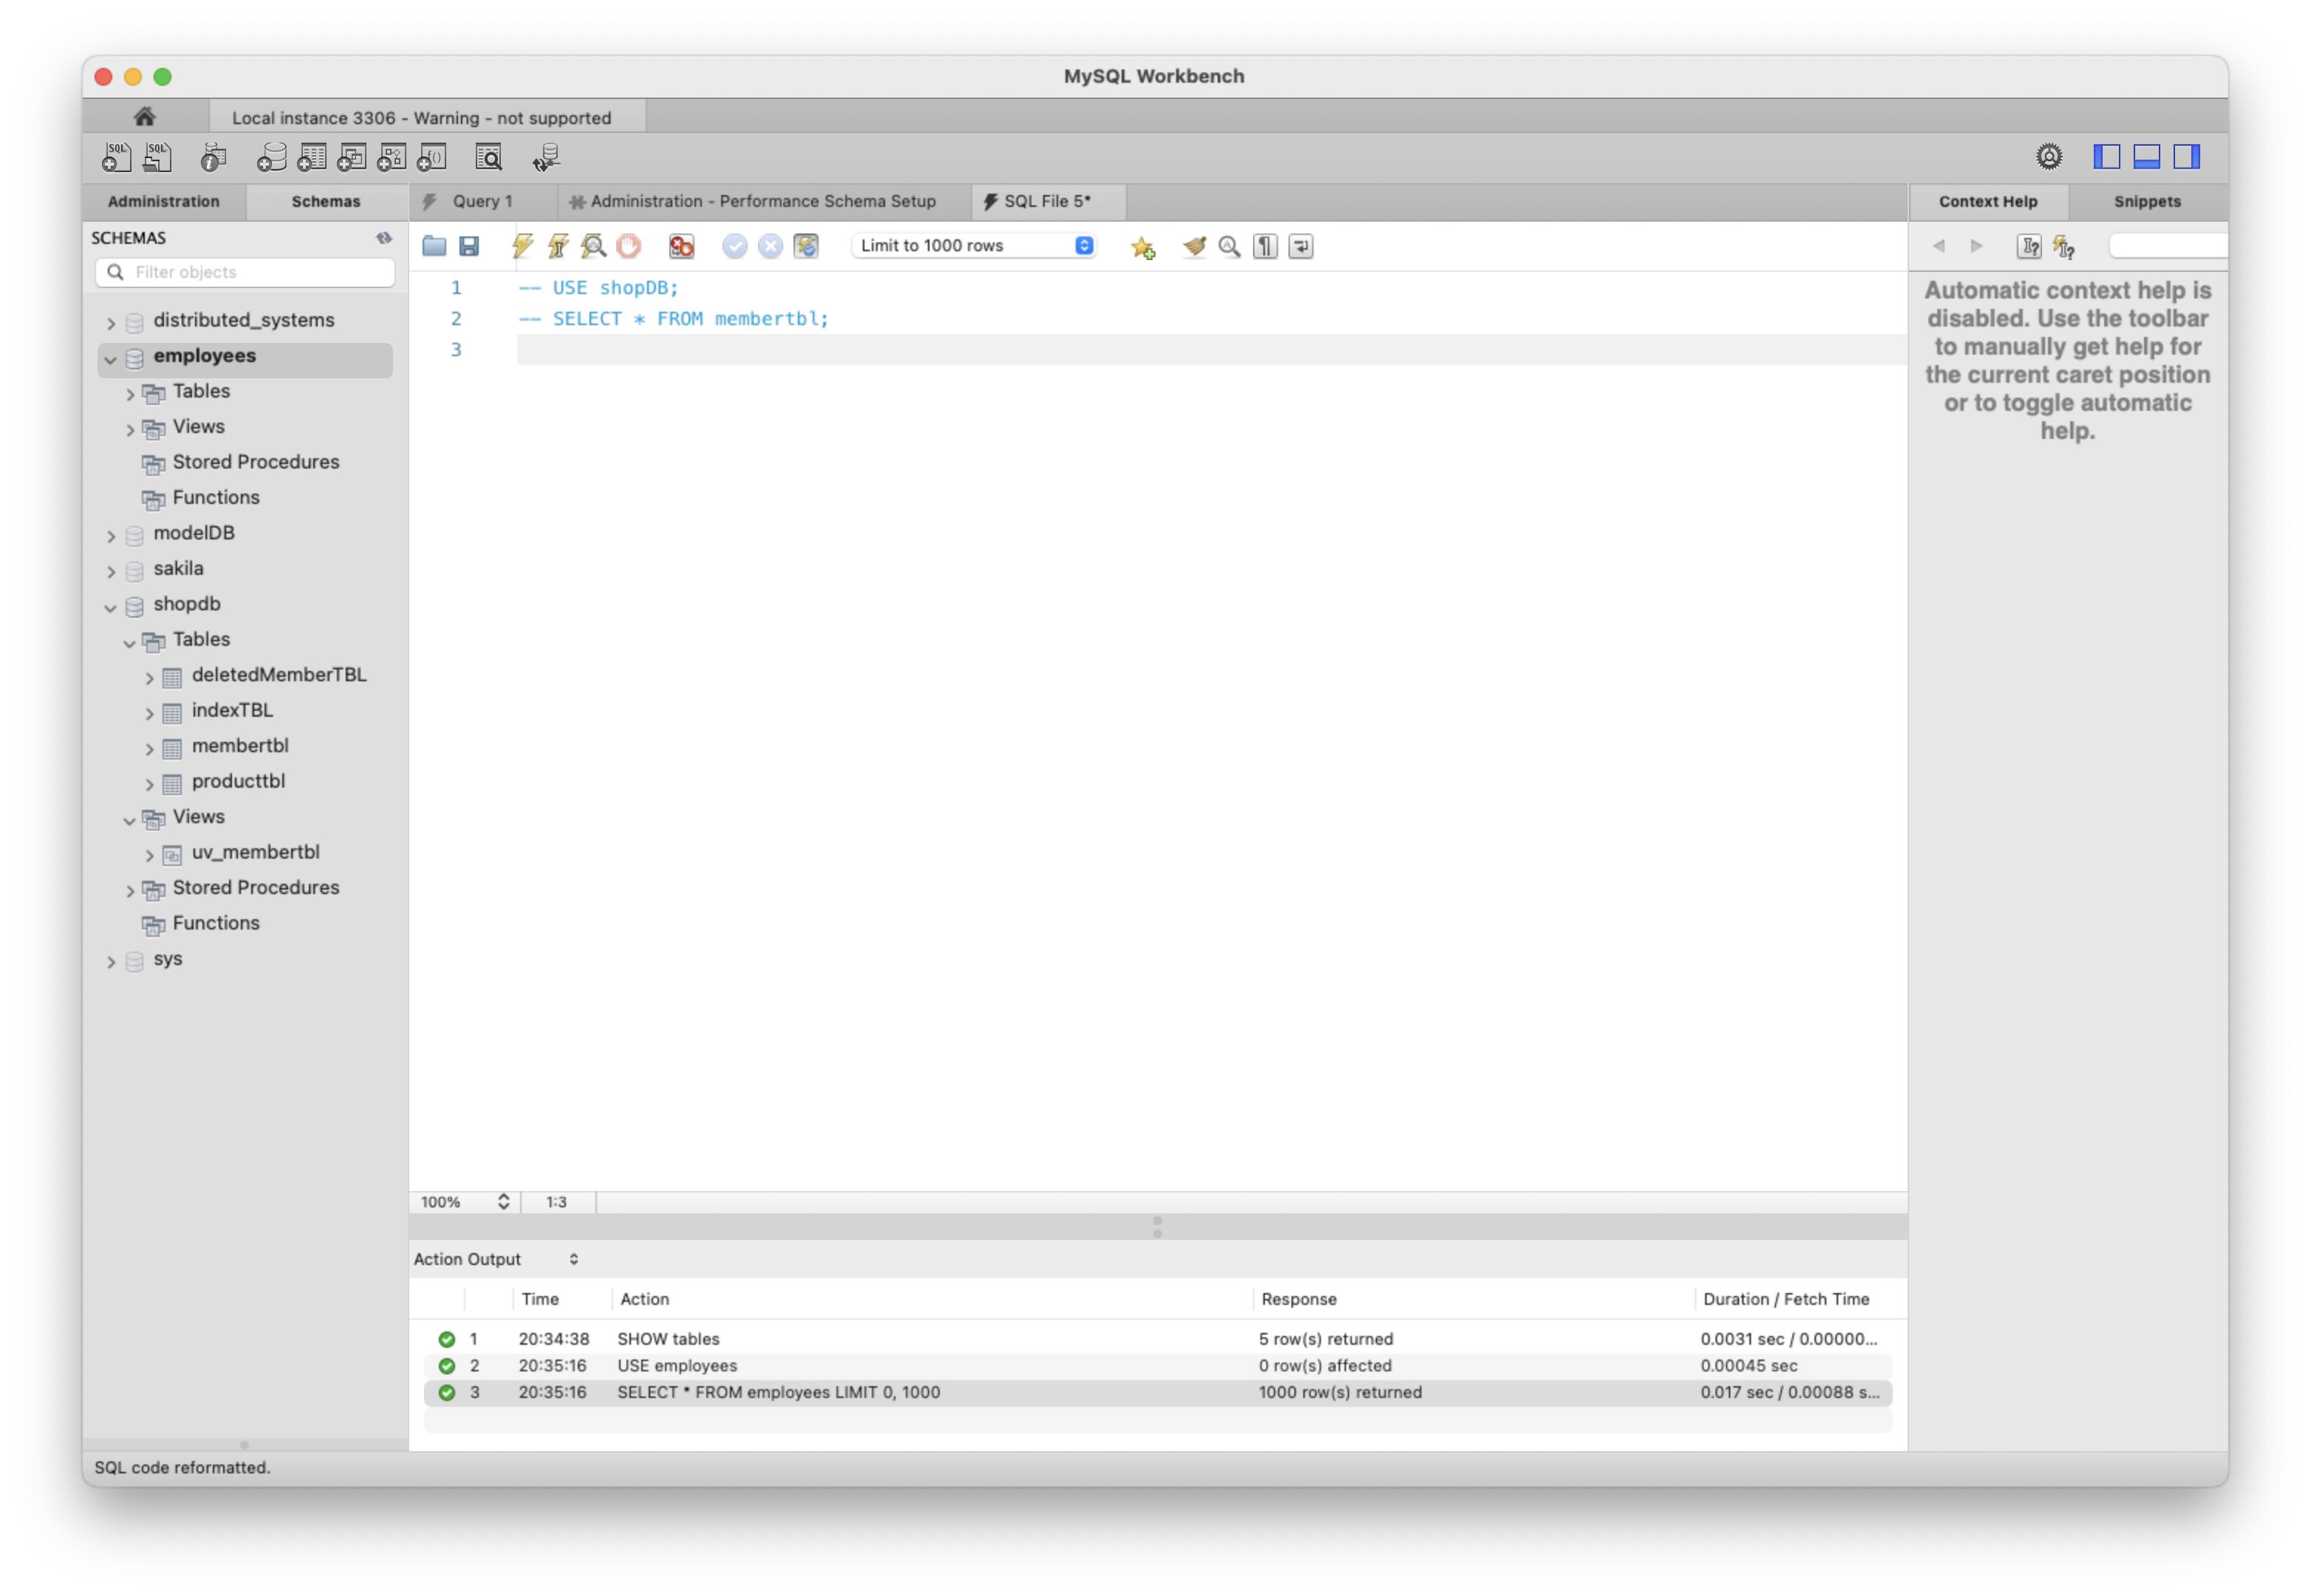 MySQL Workbench
Local instance 3306 - Warning - not supported
SQL SQL
Administration Schemas Query 1 Administration - Performance Schema Setup SQL File 5* Context Help Snippets
SCHEMAS
Filter objects
Limit to 1000 rows
distributed_systems
employees
Tables
Views
Stored Procedures
Functions
modelDB
sakila
shopdb
Tables
deletedMemberTBL
indexTBL
membertbl
producttbl
Views
uv_membertbl
Stored Procedures
Functions
sys
1 -- USE shopDB;
2 -- SELECT * FROM membertbl;
3
Automatic context help is
disabled. Use the toolbar
to manually get help for
the current caret position
or to toggle automatic
help.
100% 1:3
Action Output
Time Action Response Duration / Fetch Time
1 20:34:38 SHOW tables 5 row(s) returned 0.0031 sec / 0.00000...
2 20:35:16 USE employees 0 row(s) affected 0.00045 sec
3 20:35:16 SELECT * FROM employees LIMIT 0, 1000 1000 row(s) returned 0.017 sec / 0.00088 s...
SQL code reformatted.